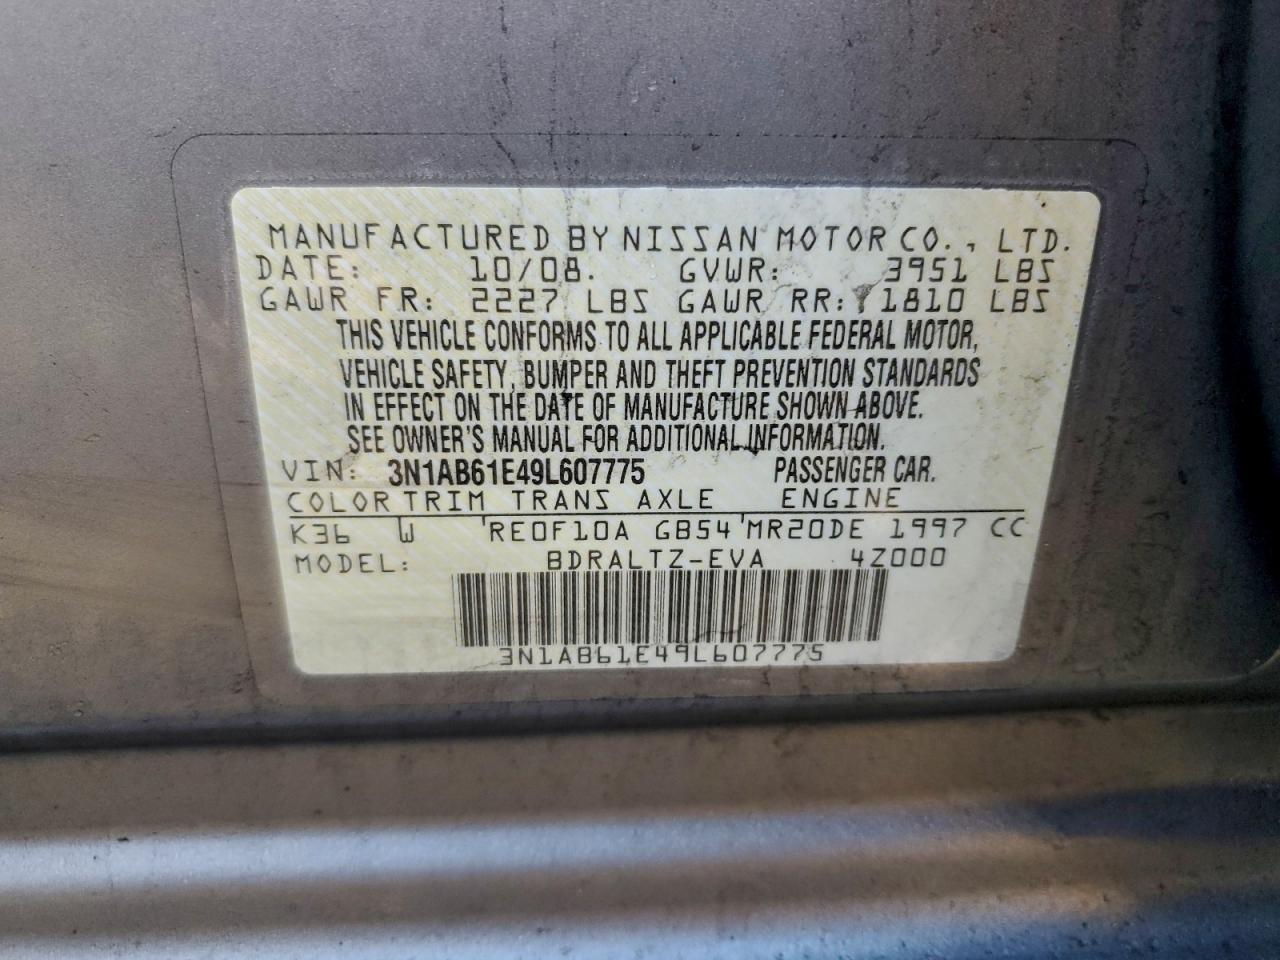 MANUFACTURED BY NISSAN MOTOR CO., LTD.
DATE: 10/08. GVWR: 3951 LBS
GAWR FR: 2227 LBS GAWR RR: 1810 LBS
THIS VEHICLE CONFORMS TO ALL APPLICABLE FEDERAL MOTOR,
VEHICLE SAFETY, BUMPER AND THEFT PREVENTION STANDARDS
IN EFFECT ON THE DATE OF MANUFACTURE SHOWN ABOVE.
SEE OWNER'S MANUAL FOR ADDITIONAL INFORMATION.
VIN: 3N1AB61E49L607775 PASSENGER CAR.
COLOR TRIM TRANS AXLE ENGINE
K36 W RE0F10A GB54 MR20DE 1997 CC
MODEL: BDRALTZ-EVA 4Z000
3N1AB61E49L607775